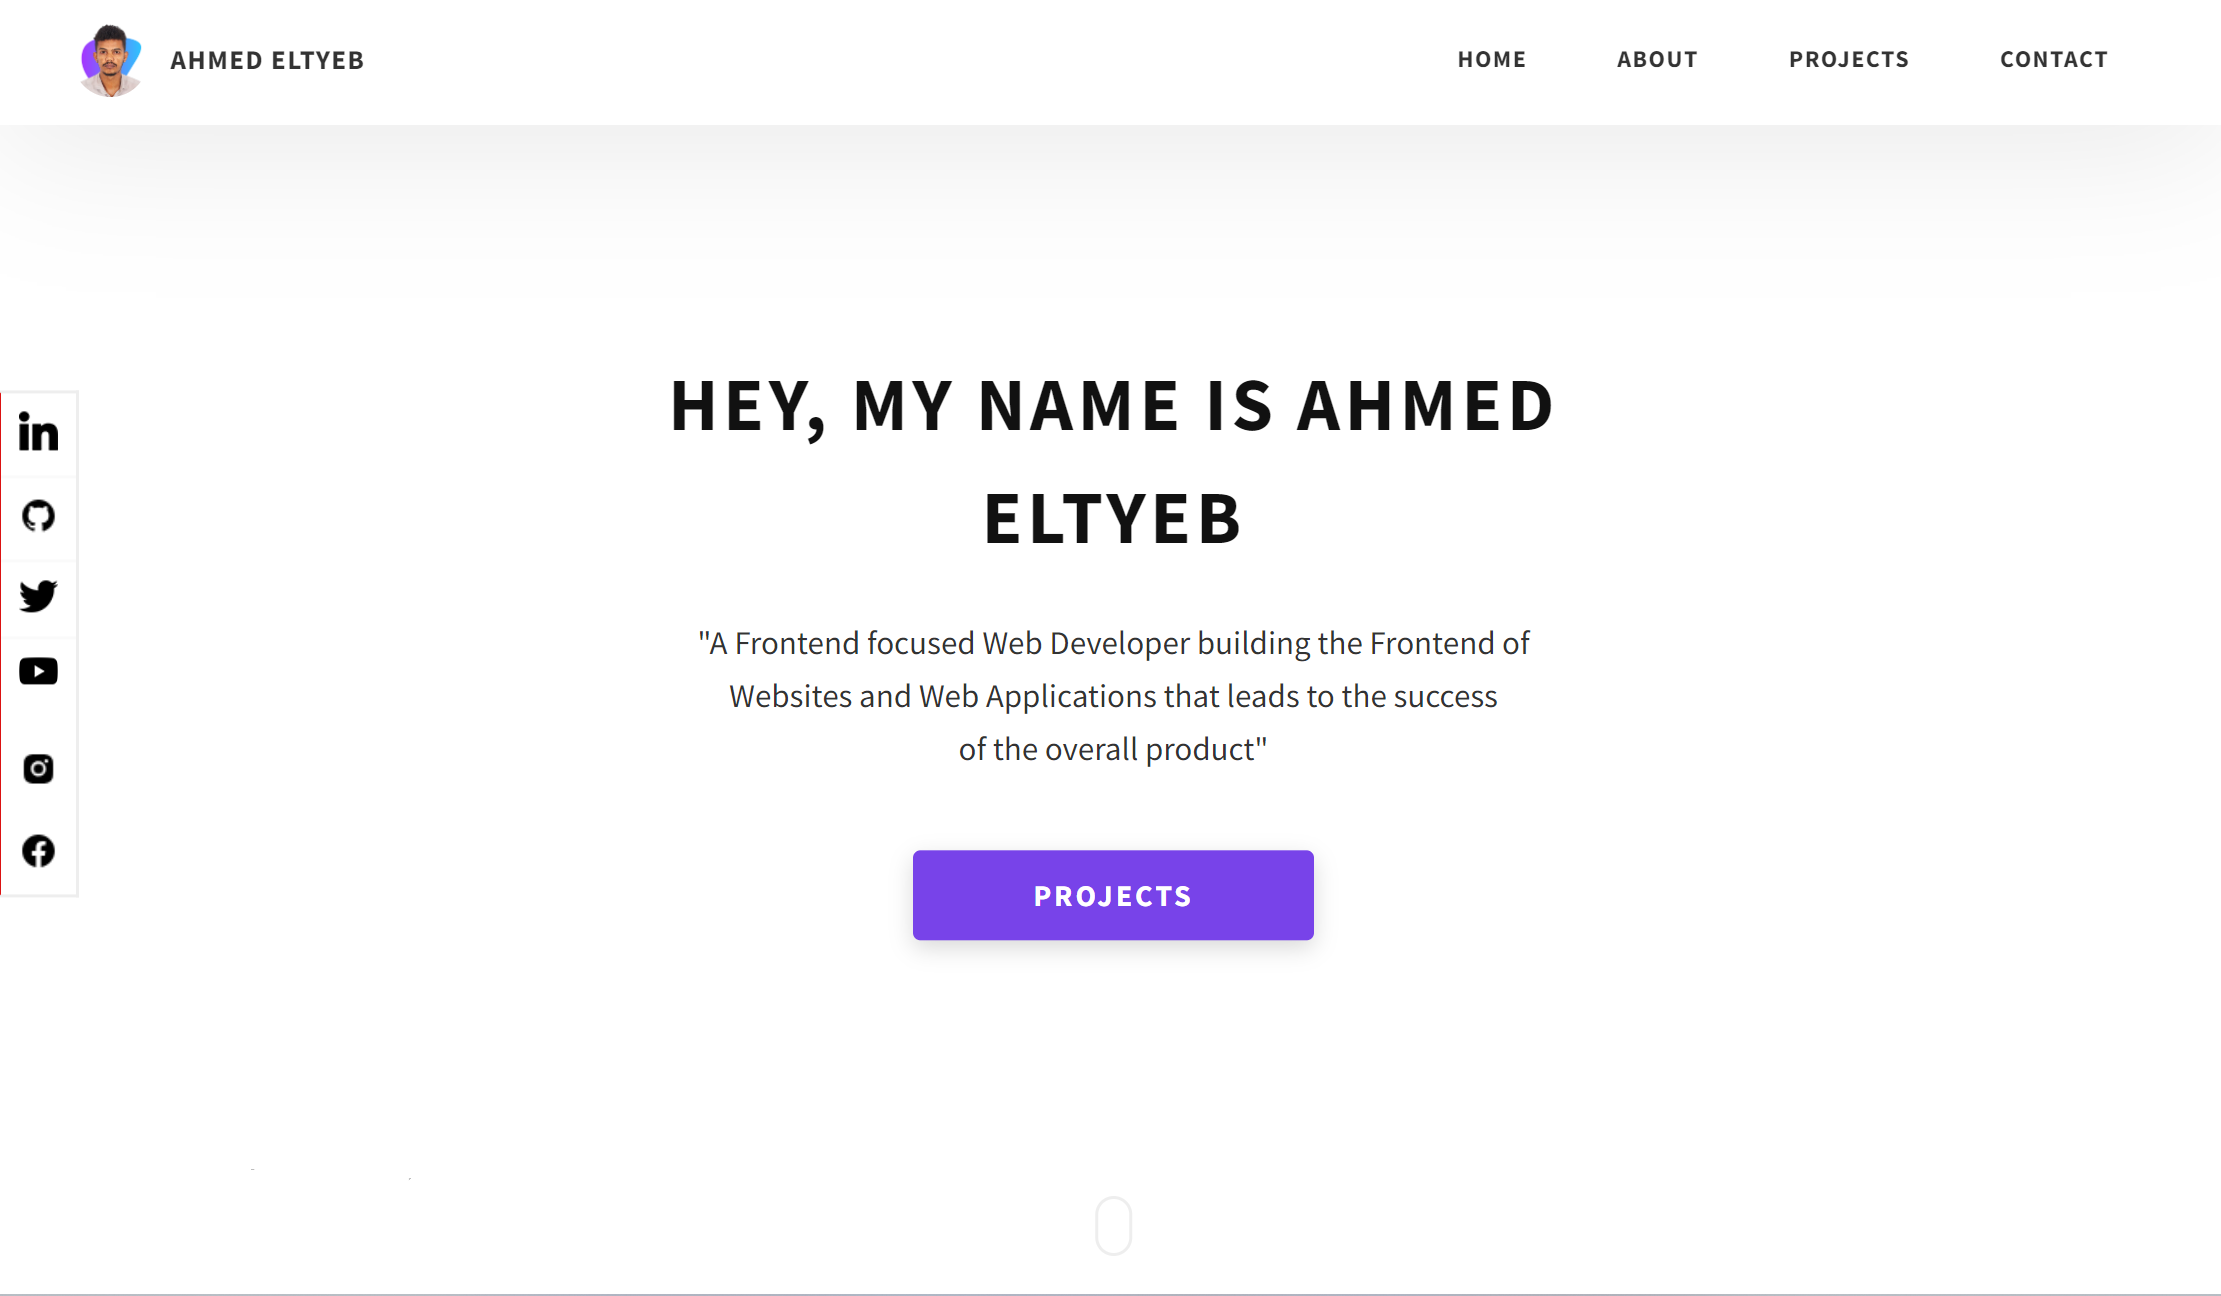 AHMED ELTYEB
HOME ABOUT PROJECTS CONTACT
HEY, MY NAME IS AHMED
ELTYEB
"A Frontend focused Web Developer building the Frontend of
Websites and Web Applications that leads to the success
of the overall product"
PROJECTS